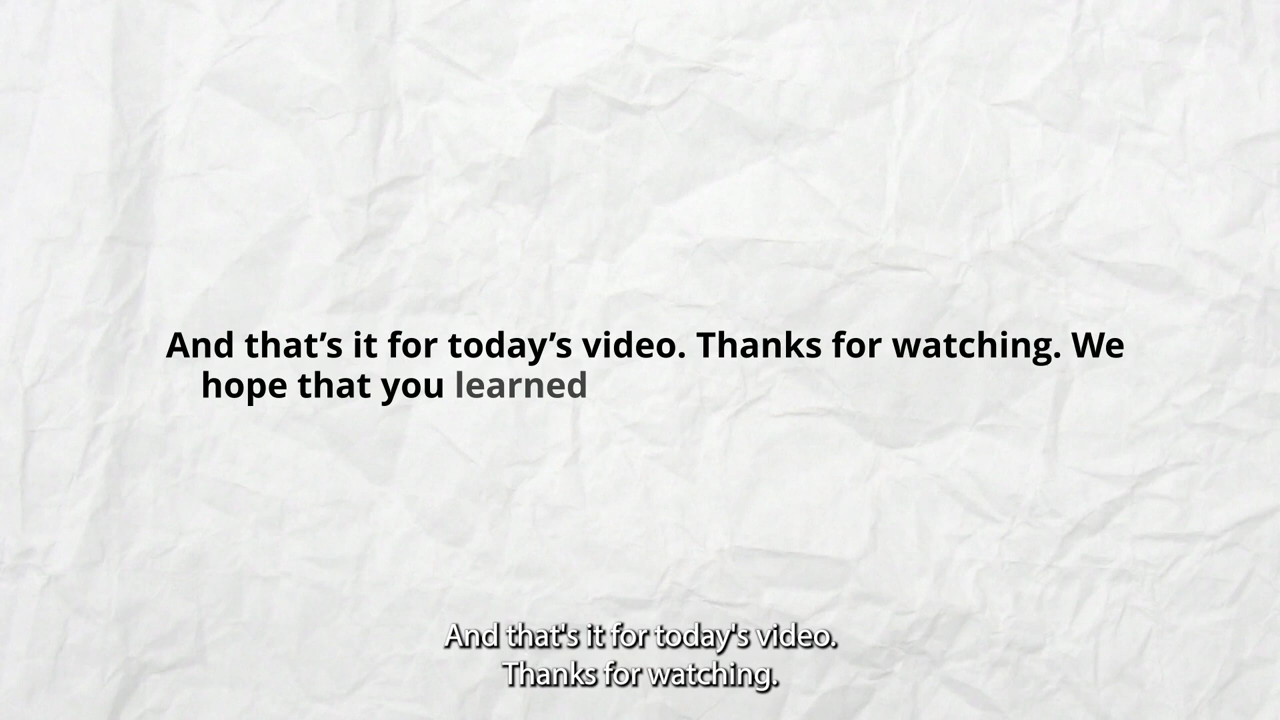 And that’s it for today’s video. Thanks for watching. We
hope that you learned
And that's it for today's video.
Thanks for watching.